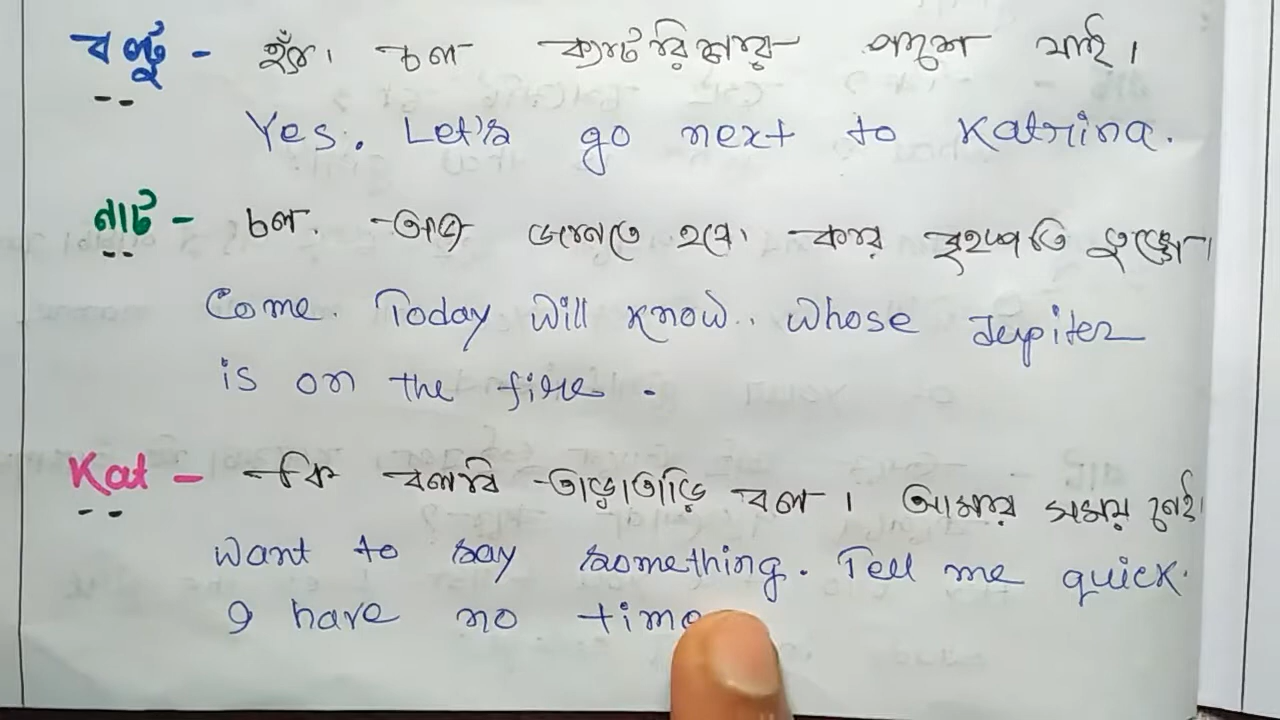 বল্টু - হ্যাঁ। চল ক্যাটরিনার পাশে যাই।
Yes. Let's go next to Katrina.
নাট - চল. আজ জানতে হবে। কার বৃহস্পতি তুঙ্গে।
Come. Today will know.. Whose Jupiter
is on the fire.
Kat - কি বলবি তাড়াতাড়ি বল। আমার সময় নেই।
Want to say something. Tell me quick.
I have no time